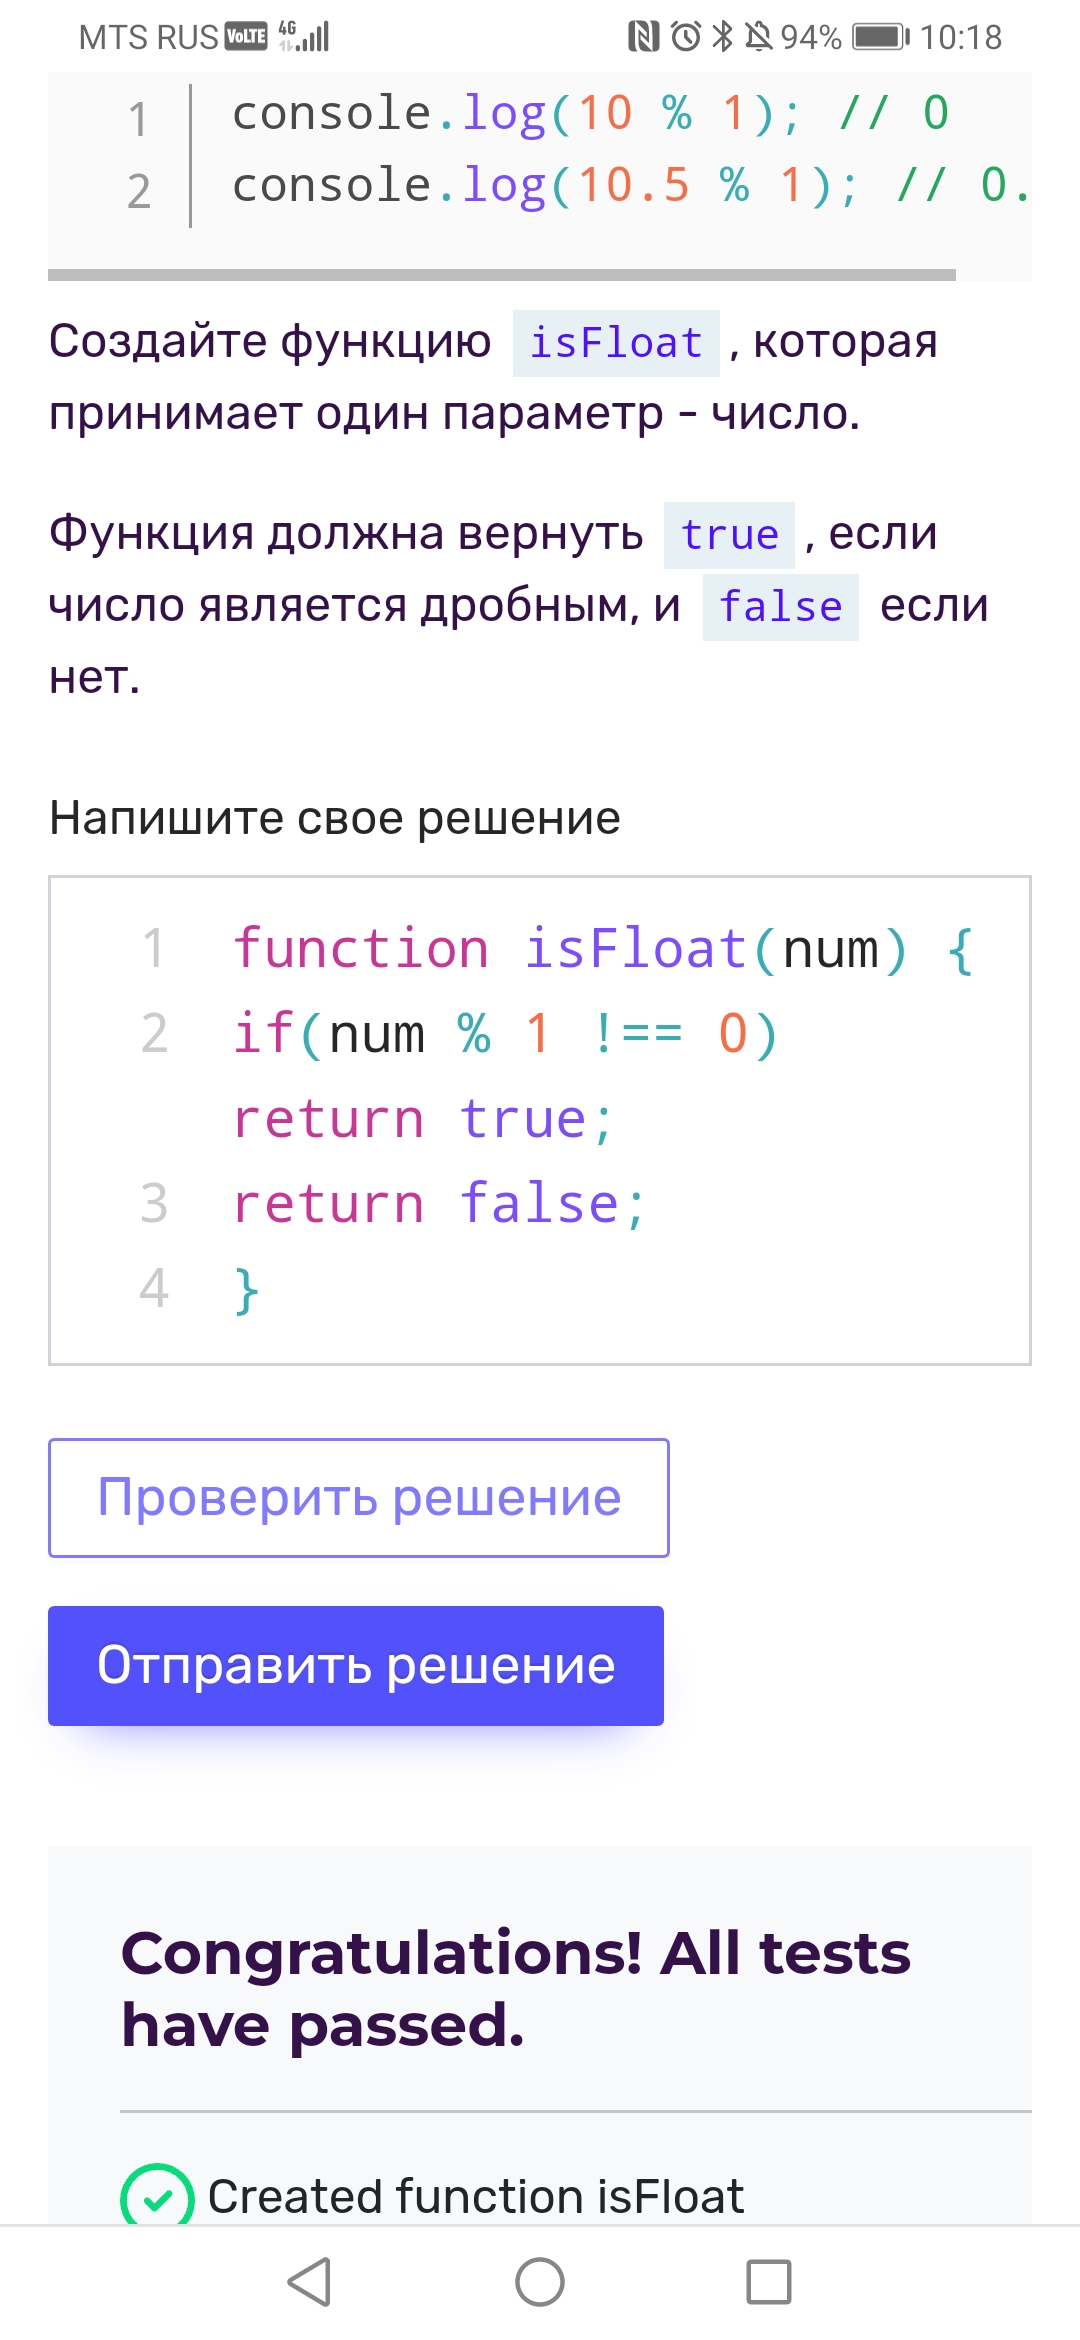 MTS RUS VoLTE 4G 94% 10:18
1 console.log(10 % 1); // 0
2 console.log(10.5 % 1); // 0.
Создайте функцию isFloat , которая
принимает один параметр - число.
Функция должна вернуть true , если
число является дробным, и false если
нет.
Напишите свое решение
1 function isFloat(num) {
2 if(num % 1 !== 0)
return true;
3 return false;
4 }
Проверить решение
Отправить решение
Congratulations! All tests
have passed.
Created function isFloat